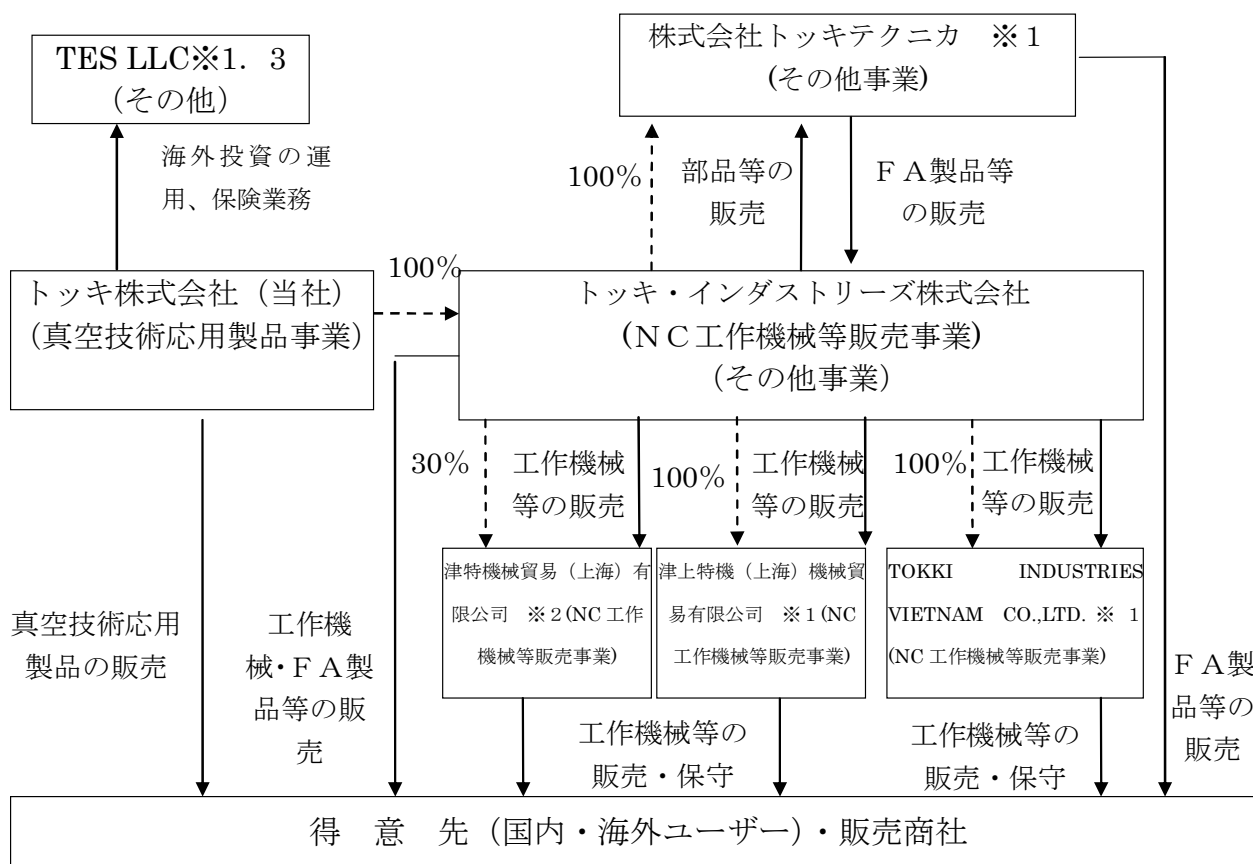 TES LLC※1．3
(その他）
株式会社トッキテクニカ　※１
(その他事業)
海外投資の運
用、保険業務
100%
部品等の
販売
ＦＡ製品等
の販売
トッキ株式会社（当社）
（真空技術応用製品事業）
100%
トッキ・インダストリーズ株式会社
(ＮＣ工作機械等販売事業)
（その他事業）
30%
工作機械
等の販売
100%
工作機械
等の販売
100%
工作機械
等の販売
津特機械貿易（上海）有
限公司　※２(NC 工作
機械等販売事業)
津上特機（上海）機械貿
易有限公司　※１(NC
工作機械等販売事業)
TOKKI INDUSTRIES
VIETNAM CO.,LTD. ※ 1
(NC 工作機械等販売事業)
真空技術応用
製品の販売
工作機
械・ＦＡ製
品等の販
売
工作機械等の
販売・保守
工作機械等の
販売・保守
ＦＡ製
品等の
販売
得　意　先（国内・海外ユーザー）・販売商社